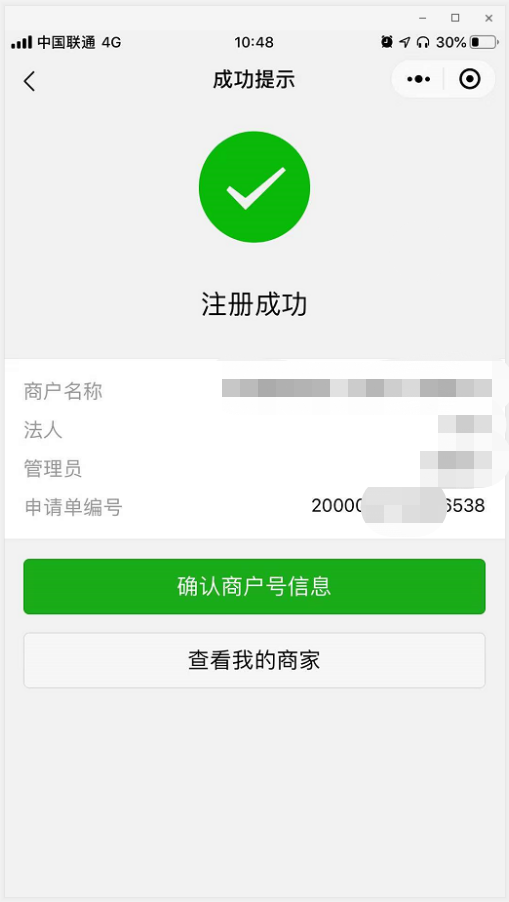 中国联通 4G 10:48 30%
成功提示
注册成功
商户名称
法人
管理员
申请单编号 20000 6538
确认商户号信息
查看我的商家